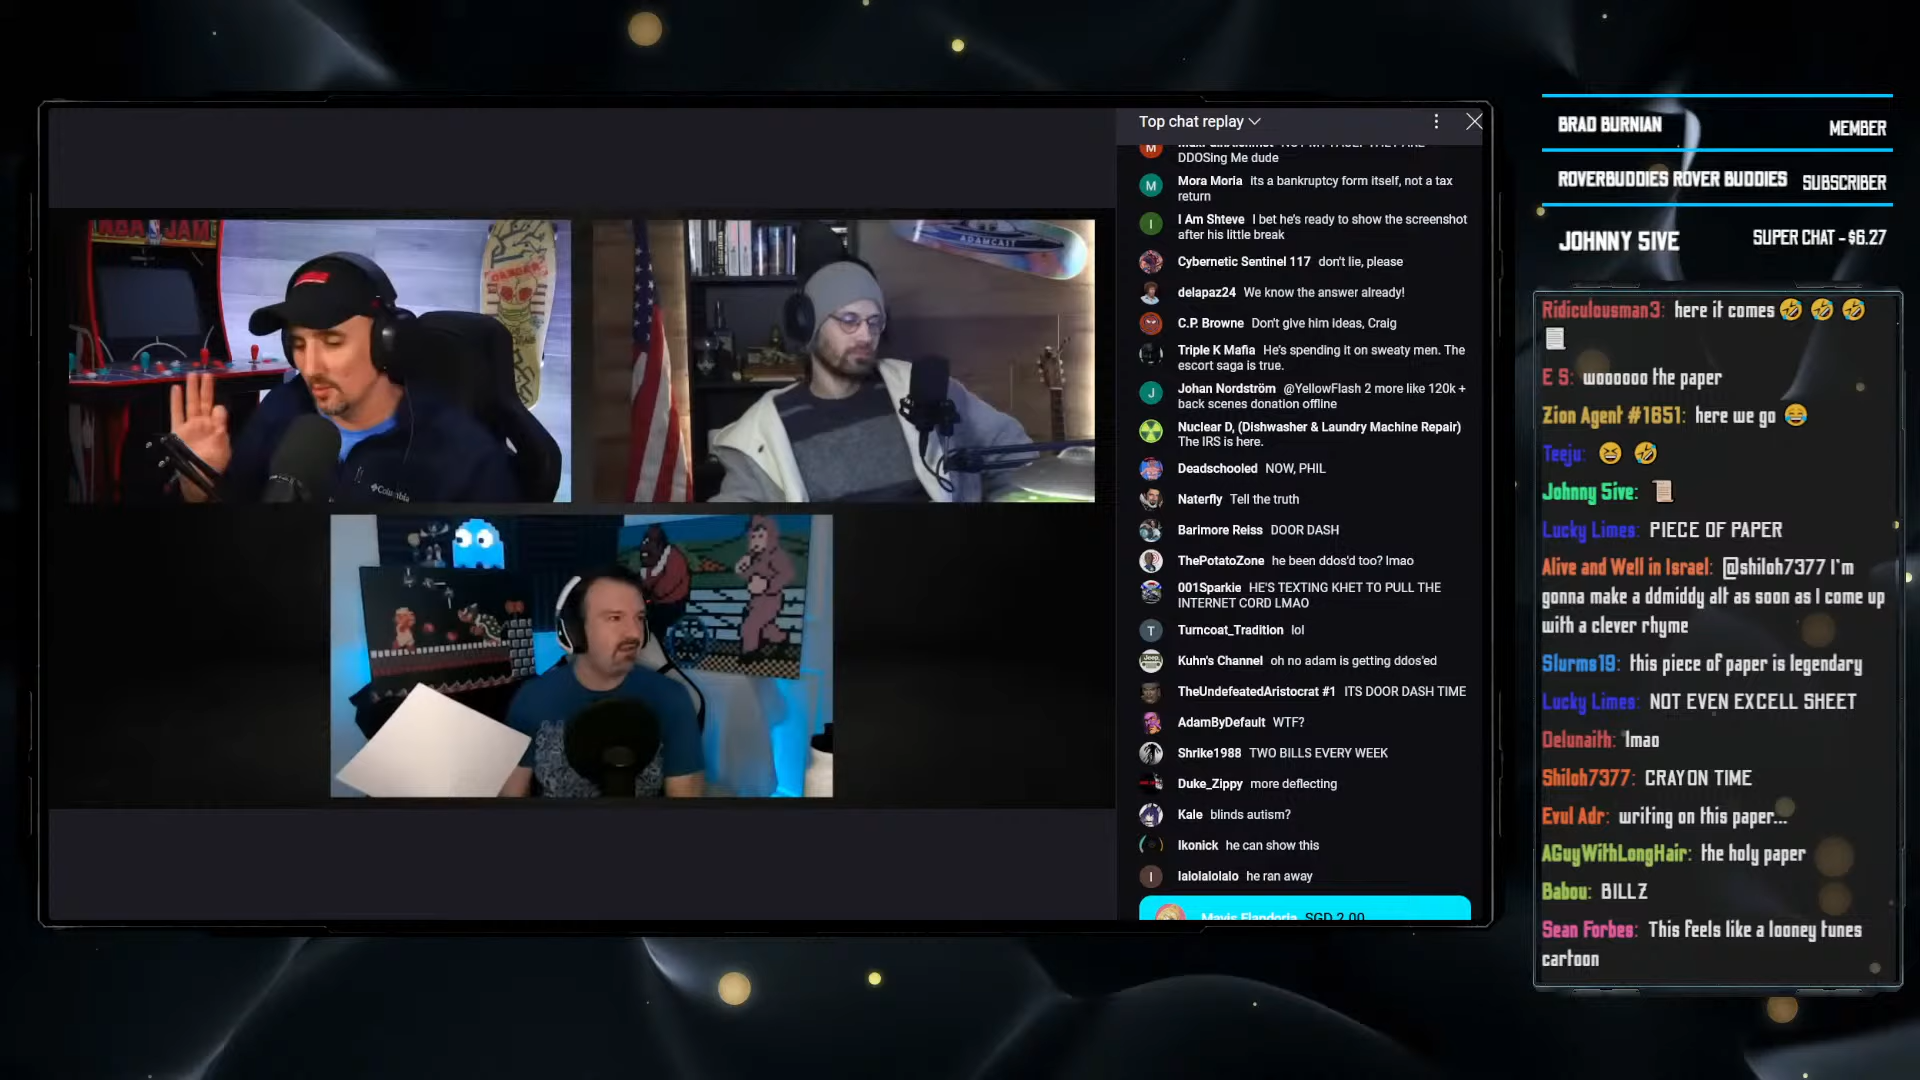 NBA JAM
ADAMCAST
Columbia
Top chat replay
DDOSing Me dude
Mora Moria its a bankruptcy form itself, not a tax
return
I Am Shteve I bet he's ready to show the screenshot
after his little break
Cybernetic Sentinel 117 don't lie, please
delapaz24 We know the answer already!
C.P. Browne Don't give him ideas, Craig
Triple K Mafia He's spending it on sweaty men. The
escort saga is true.
Johan Nordström @YellowFlash 2 more like 120k +
back scenes donation offline
Nuclear D, (Dishwasher & Laundry Machine Repair)
The IRS is here.
Deadschooled NOW, PHIL
Naterfly Tell the truth
Barimore Reiss DOOR DASH
ThePotatoZone he been ddos'd too? lmao
001Sparkie HE'S TEXTING KHET TO PULL THE
INTERNET CORD LMAO
Turncoat_Tradition lol
Kuhn's Channel oh no adam is getting ddos'ed
TheUndefeatedAristocrat #1 ITS DOOR DASH TIME
AdamByDefault WTF?
Shrike1988 TWO BILLS EVERY WEEK
Duke_Zippy more deflecting
Kale blinds autism?
Ikonick he can show this
lalolalolalo he ran away
Mavis Flandoria SGD 2.00
BRAD BURNIAN MEMBER
ROVERBUDDIES ROVER BUDDIES SUBSCRIBER
JOHNNY 5IVE SUPER CHAT - $6.27
Ridiculousman3: here it comes 🤣 🤣 🤣
📜
E S: woooooo the paper
Zion Agent #1651: here we go 😂
Teeju: 😆 🤣
Johnny 5ive: 📜
Lucky Limes: PIECE OF PAPER
Alive and Well in Israel: @shiloh7377 I'm
gonna make a ddmiddy alt as soon as I come up
with a clever rhyme
Slurms19: this piece of paper is legendary
Lucky Limes: NOT EVEN EXCELL SHEET
Delunaith: lmao
Shiloh7377: CRAYON TIME
Evul Adr: writing on this paper...
AGuyWithLongHair: the holy paper
Babou: BILLZ
Sean Forbes: This feels like a looney tunes
cartoon